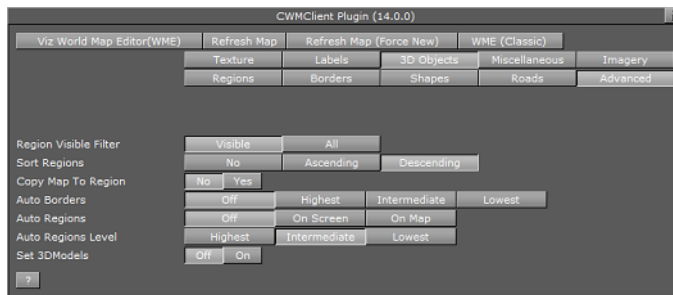 CWMClient Plugin (14.0.0)
Viz World Map Editor(WME) Refresh Map Refresh Map (Force New) WME (Classic)
Texture Labels 3D Objects Miscellaneous Imagery
Regions Borders Shapes Roads Advanced
Region Visible Filter Visible All
Sort Regions No Ascending Descending
Copy Map To Region No Yes
Auto Borders Off Highest Intermediate Lowest
Auto Regions Off On Screen On Map
Auto Regions Level Highest Intermediate Lowest
Set 3DModels Off On
?